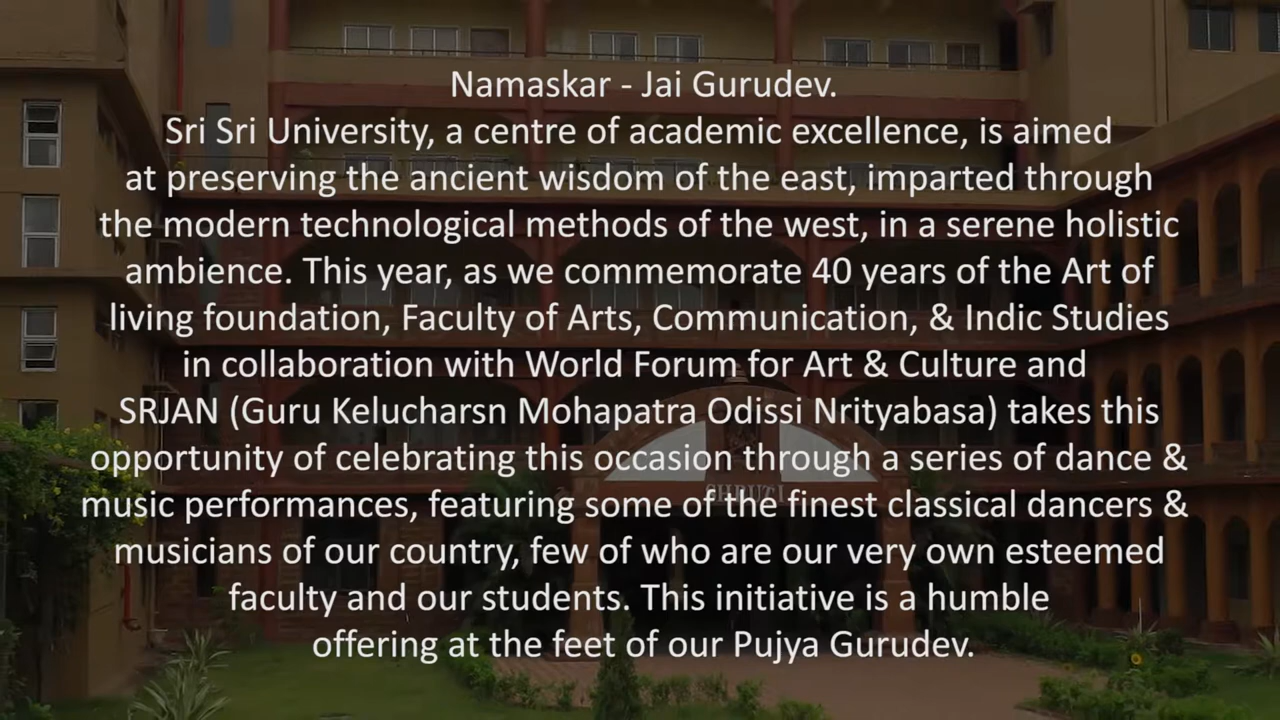 Namaskar - Jai Gurudev.
Sri Sri University, a centre of academic excellence, is aimed
at preserving the ancient wisdom of the east, imparted through
the modern technological methods of the west, in a serene holistic
ambience. This year, as we commemorate 40 years of the Art of
living foundation, Faculty of Arts, Communication, & Indic Studies
in collaboration with World Forum for Art & Culture and
SRJAN (Guru Kelucharsn Mohapatra Odissi Nrityabasa) takes this
opportunity of celebrating this occasion through a series of dance &
music performances, featuring some of the finest classical dancers &
musicians of our country, few of who are our very own esteemed
faculty and our students. This initiative is a humble
offering at the feet of our Pujya Gurudev.
SHRUTI